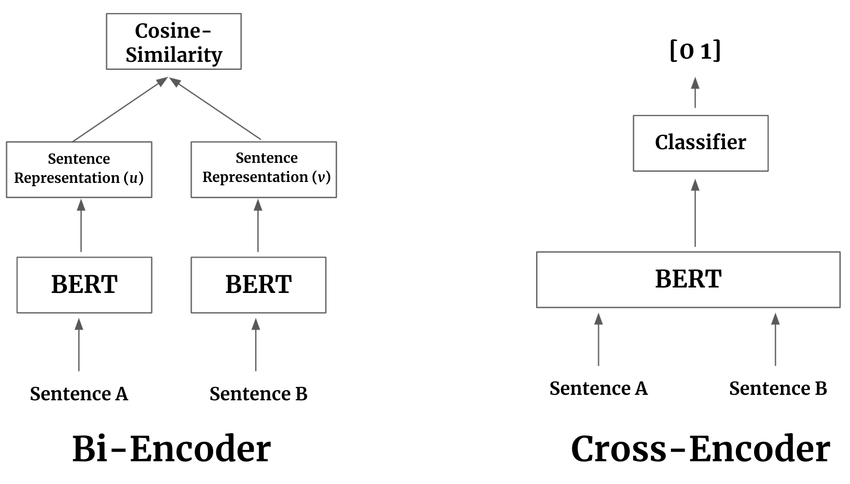 Cosine-
Similarity
Sentence
Representation (u)
Sentence
Representation (v)
BERT
BERT
Sentence A
Sentence B
Bi-Encoder
[0 1]
Classifier
BERT
Sentence A
Sentence B
Cross-Encoder